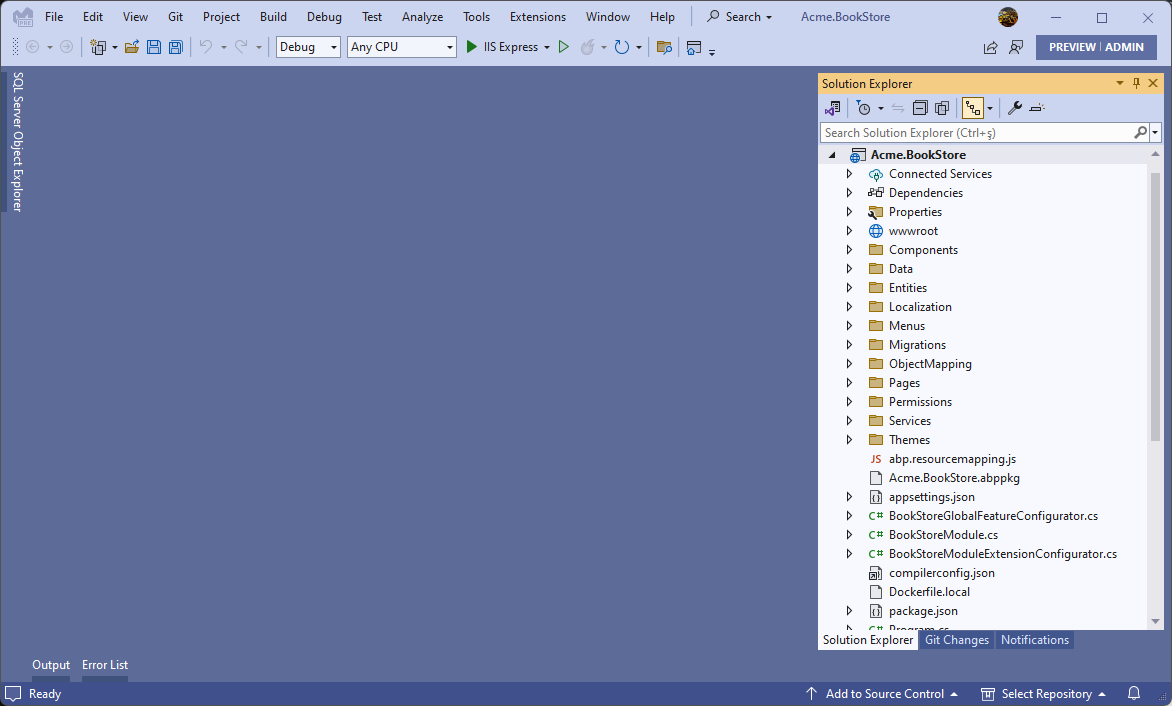 File Edit View Git Project Build Debug Test Analyze Tools Extensions Window Help Search Acme.BookStore
PRE
Debug Any CPU IIS Express PREVIEW | ADMIN
SQL Server Object Explorer
Solution Explorer
Search Solution Explorer (Ctrl+ş)
Acme.BookStore
Connected Services
Dependencies
Properties
wwwroot
Components
Data
Entities
Localization
Menus
Migrations
ObjectMapping
Pages
Permissions
Services
Themes
JS abp.resourcemapping.js
Acme.BookStore.abppkg
appsettings.json
C# BookStoreGlobalFeatureConfigurator.cs
C# BookStoreModule.cs
C# BookStoreModuleExtensionConfigurator.cs
compilerconfig.json
Dockerfile.local
package.json
C# Program.cs
Solution Explorer Git Changes Notifications
Output Error List
Ready Add to Source Control Select Repository